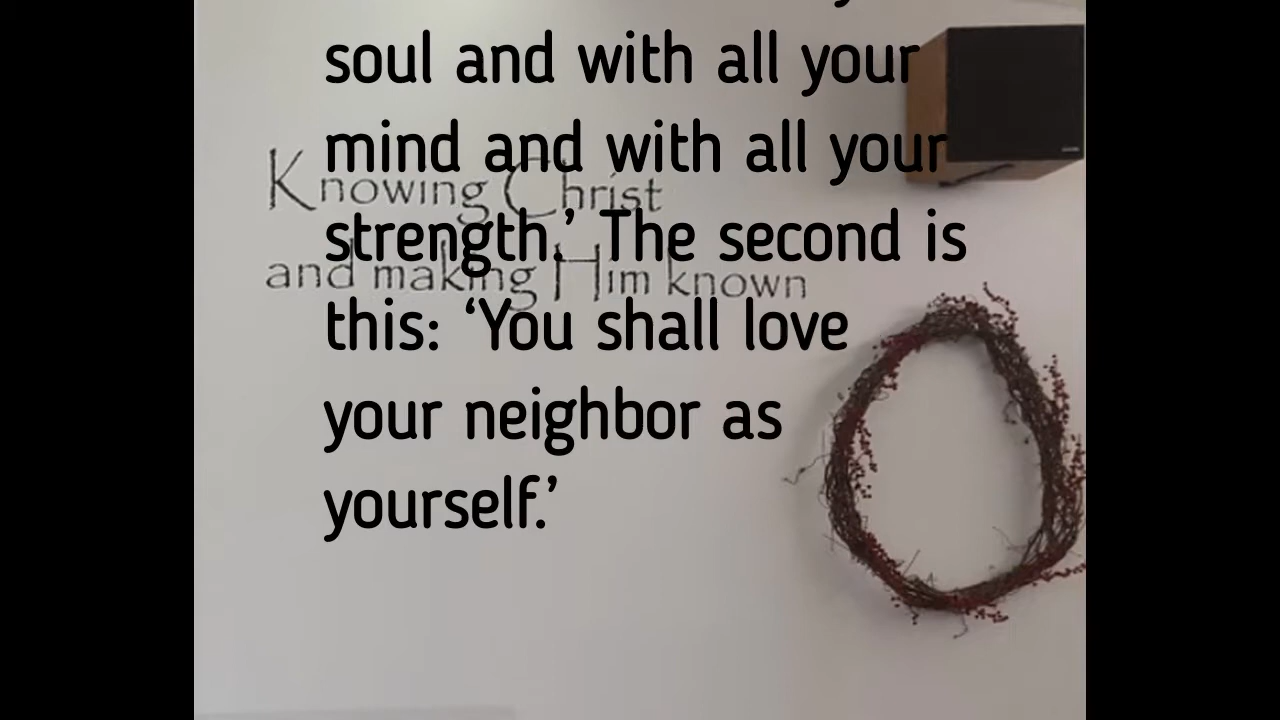 soul and with all your
mind and with all your
Knowing Christ
strength.’ The second is
and making Him known
this: ‘You shall love
your neighbor as
yourself.’